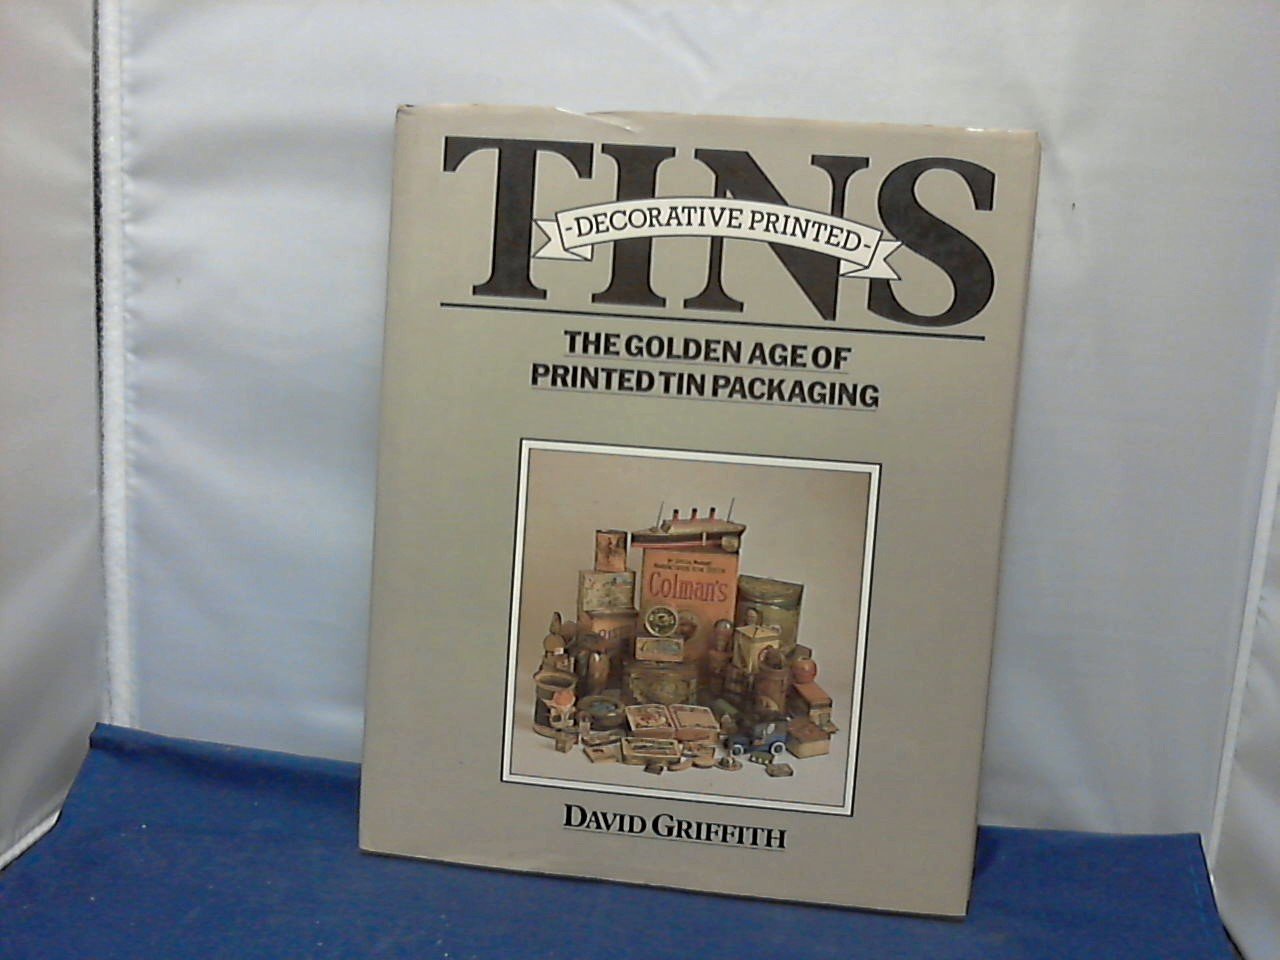 TINS
-DECORATIVE PRINTED-
THE GOLDEN AGE OF
PRINTED TIN PACKAGING
Colman's
DAVID GRIFFITH